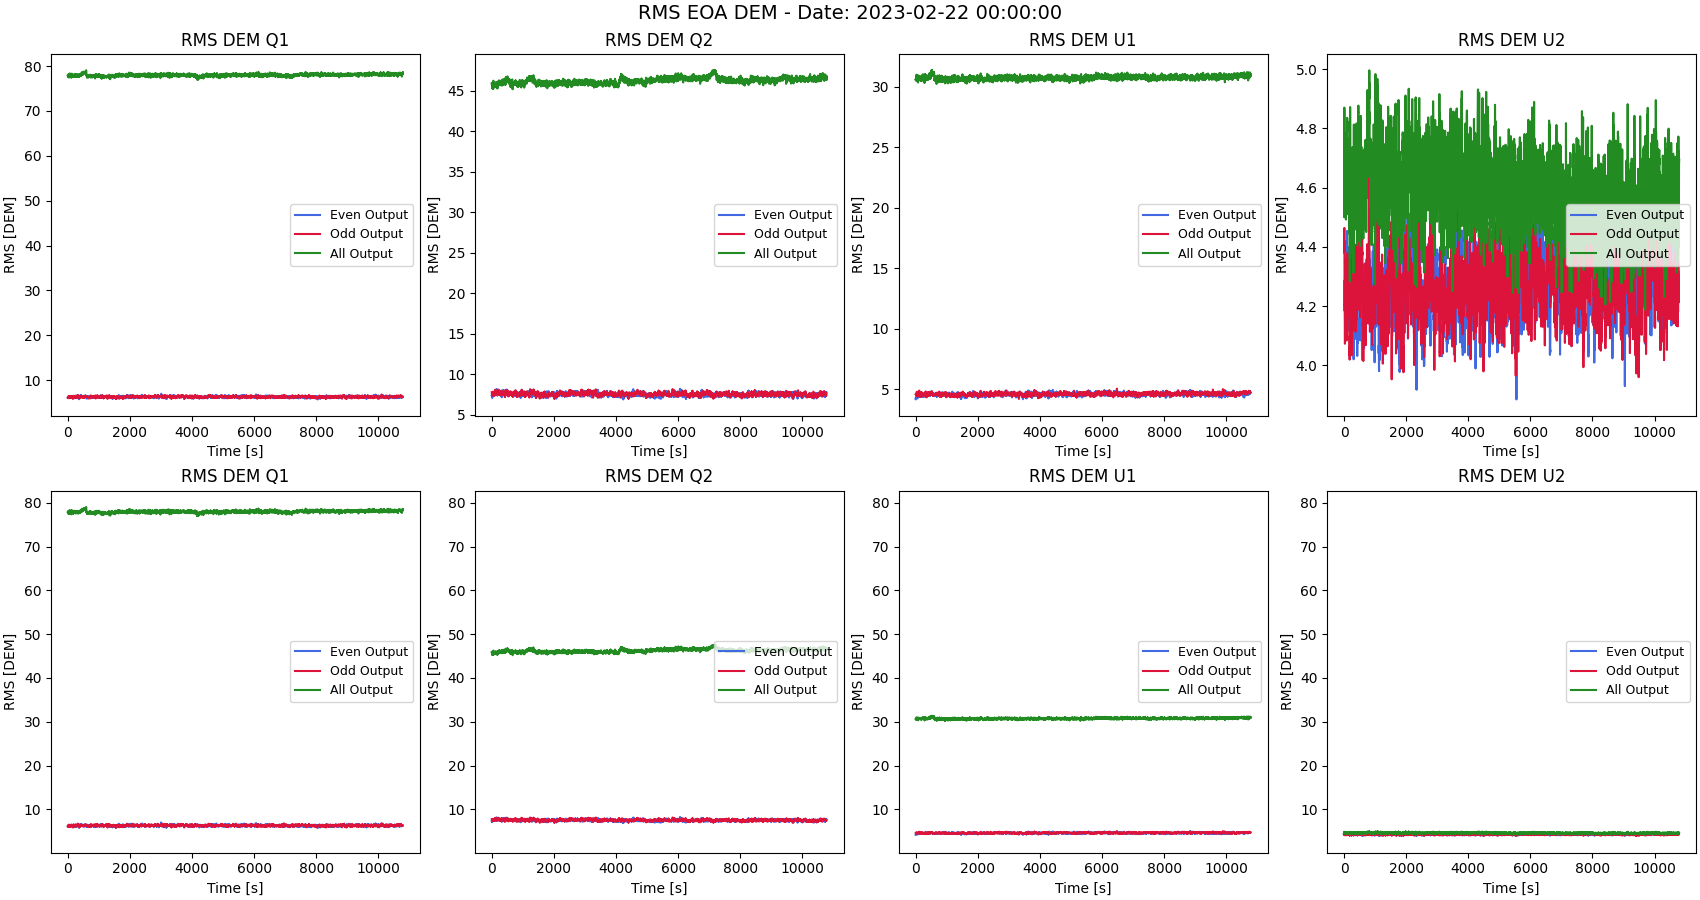 RMS EOA DEM - Date: 2023-02-22 00:00:00
RMS DEM Q1
80
70
60
50
40
30
20
10
RMS [DEM]
Even Output
Odd Output
All Output
0 2000 4000 6000 8000 10000
Time [s]
RMS DEM Q2
45
40
35
30
25
20
15
10
5
RMS [DEM]
Even Output
Odd Output
All Output
0 2000 4000 6000 8000 10000
Time [s]
RMS DEM U1
30
25
20
15
10
5
RMS [DEM]
Even Output
Odd Output
All Output
0 2000 4000 6000 8000 10000
Time [s]
RMS DEM U2
5.0
4.8
4.6
4.4
4.2
4.0
RMS [DEM]
Even Output
Odd Output
All Output
0 2000 4000 6000 8000 10000
Time [s]
RMS DEM Q1
80
70
60
50
40
30
20
10
RMS [DEM]
Even Output
Odd Output
All Output
0 2000 4000 6000 8000 10000
Time [s]
RMS DEM Q2
80
70
60
50
40
30
20
10
RMS [DEM]
Even Output
Odd Output
All Output
0 2000 4000 6000 8000 10000
Time [s]
RMS DEM U1
80
70
60
50
40
30
20
10
RMS [DEM]
Even Output
Odd Output
All Output
0 2000 4000 6000 8000 10000
Time [s]
RMS DEM U2
80
70
60
50
40
30
20
10
RMS [DEM]
Even Output
Odd Output
All Output
0 2000 4000 6000 8000 10000
Time [s]